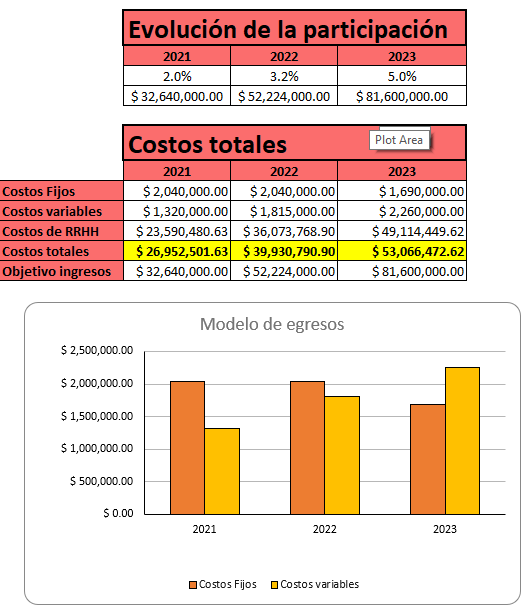 Evolución de la participación
2021 2022 2023
2.0% 3.2% 5.0%
$ 32,640,000.00 $ 52,224,000.00 $ 81,600,000.00
Costos totales
Plot Area
2021 2022 2023
Costos Fijos $ 2,040,000.00 $ 2,040,000.00 $ 1,690,000.00
Costos variables $ 1,320,000.00 $ 1,815,000.00 $ 2,260,000.00
Costos de RRHH $ 23,590,480.63 $ 36,073,768.90 $ 49,114,449.62
Costos totales $ 26,952,501.63 $ 39,930,790.90 $ 53,066,472.62
Objetivo ingresos $ 32,640,000.00 $ 52,224,000.00 $ 81,600,000.00
Modelo de egresos
$ 2,500,000.00
$ 2,000,000.00
$ 1,500,000.00
$ 1,000,000.00
$ 500,000.00
$ 0.00
2021 2022 2023
Costos Fijos Costos variables